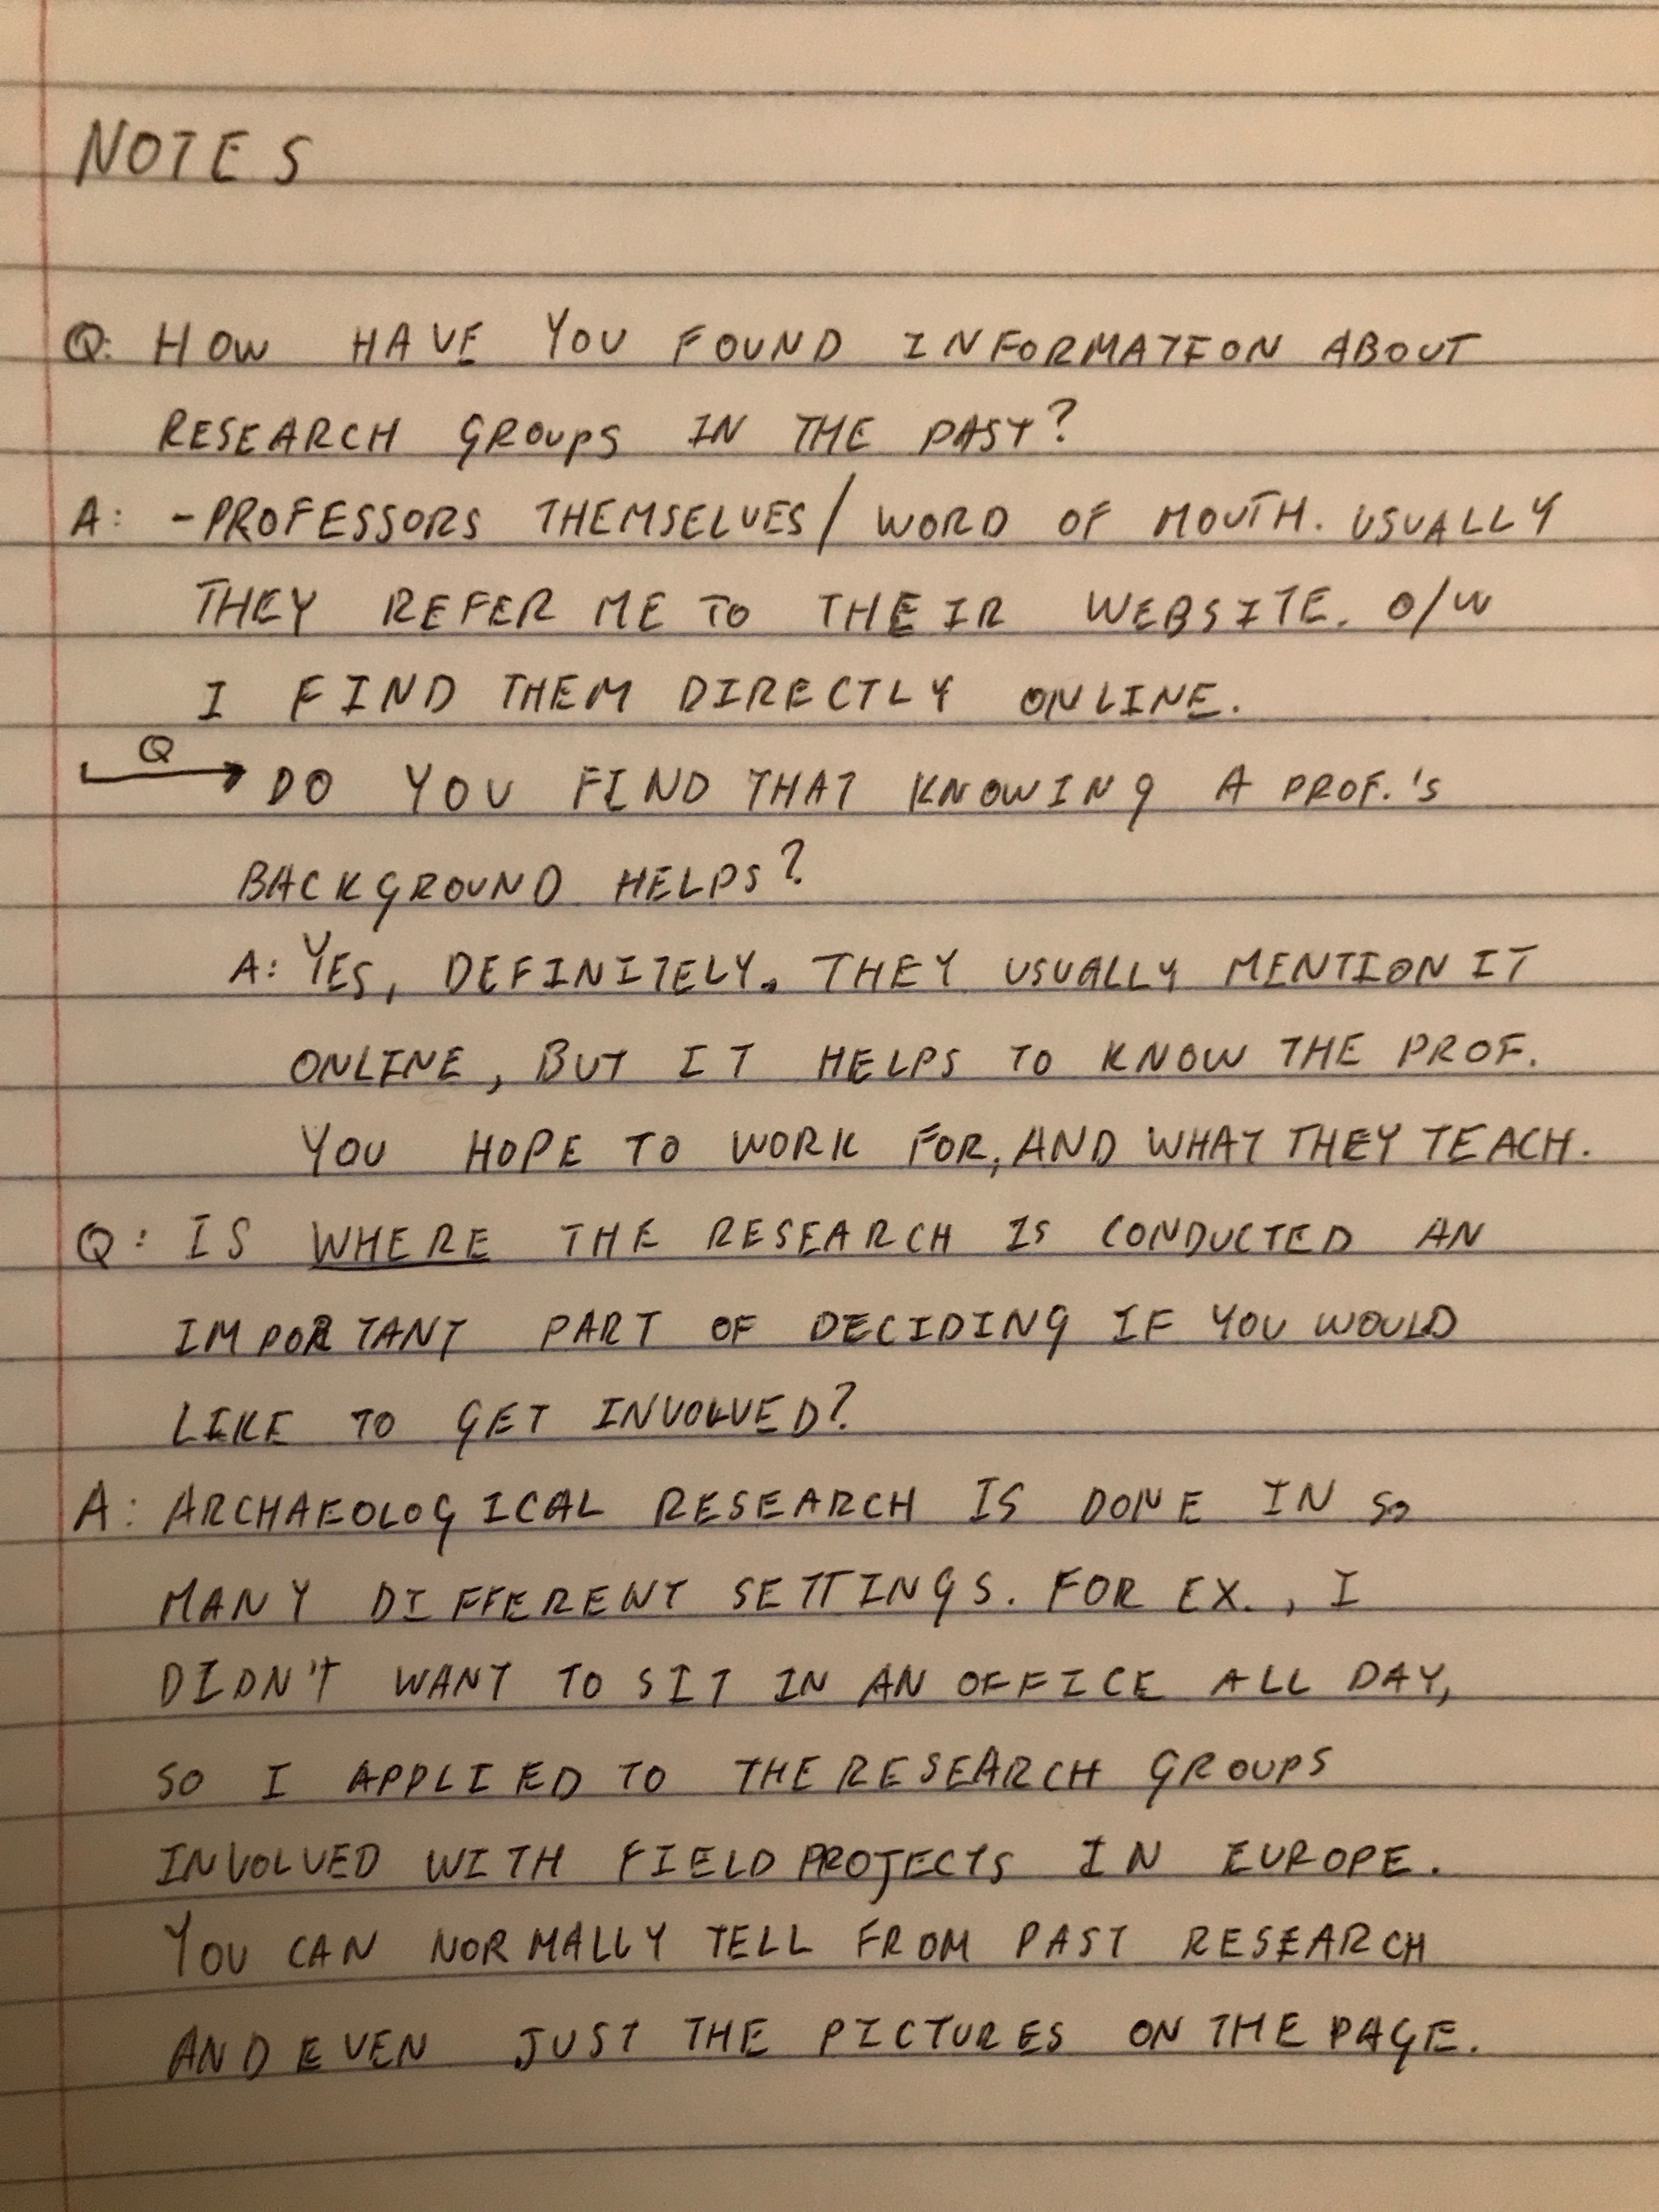 NOTES
Q: HOW HAVE YOU FOUND INFORMATION ABOUT
RESEARCH GROUPS IN THE PAST?
A: -PROFESSORS THEMSELVES/ WORD OF MOUTH. USUALLY
THEY REFER ME TO THEIR WEBSITE. O/W
I FIND THEM DIRECTLY ONLINE.
Q
DO YOU FIND THAT KNOWING A PROF.'S
BACKGROUND HELPS?
A: YES, DEFINITELY. THEY USUALLY MENTION IT
ONLINE, BUT IT HELPS TO KNOW THE PROF.
YOU HOPE TO WORK FOR, AND WHAT THEY TEACH.
Q: IS WHERE THE RESEARCH IS CONDUCTED AN
IMPORTANT PART OF DECIDING IF YOU WOULD
LIKE TO GET INVOLVED?
A: ARCHAEOLOGICAL RESEARCH IS DONE IN SO
MANY DIFFERENT SETTINGS. FOR EX., I
DIDN'T WANT TO SIT IN AN OFFICE ALL DAY,
SO I APPLIED TO THE RESEARCH GROUPS
INVOLVED WITH FIELD PROJECTS IN EUROPE.
YOU CAN NORMALLY TELL FROM PAST RESEARCH
AND EVEN JUST THE PICTURES ON THE PAGE.